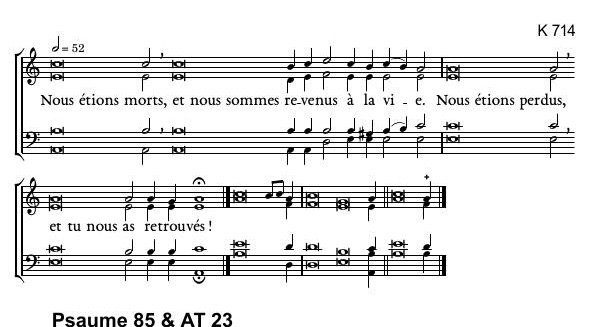 K 714
= 52
Nous étions morts, et nous sommes re-venus à la vi - e. Nous étions perdus,
et tu nous as retrouvés !
Psaume 85 & AT 23